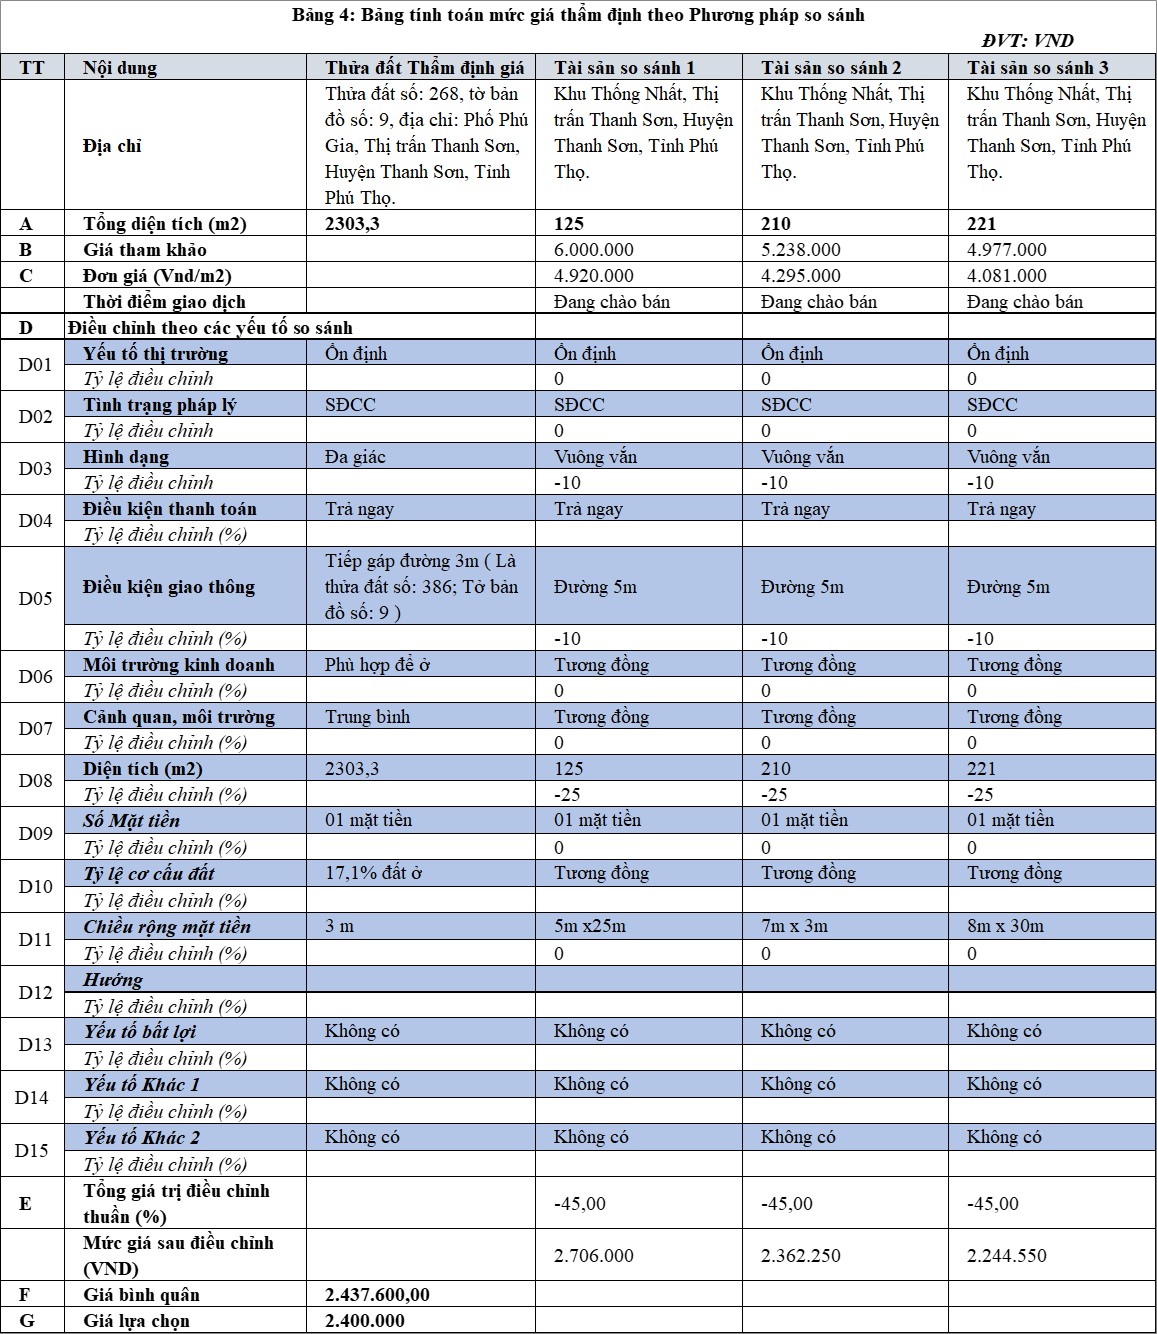 Bảng 4: Bảng tính toán mức giá thẩm định theo Phương pháp so sánh
ĐVT: VND
TT Nội dung Thửa đất Thẩm định giá Tài sản so sánh 1 Tài sản so sánh 2 Tài sản so sánh 3
Địa chỉ
Thửa đất số: 268, tờ bản
đồ số: 9, địa chỉ: Phố Phú
Gia, Thị trấn Thanh Sơn,
Huyện Thanh Sơn, Tỉnh
Phú Thọ.
Khu Thống Nhất, Thị
trấn Thanh Sơn, Huyện
Thanh Sơn, Tỉnh Phú
Thọ.
Khu Thống Nhất, Thị
trấn Thanh Sơn, Huyện
Thanh Sơn, Tỉnh Phú
Thọ.
Khu Thống Nhất, Thị
trấn Thanh Sơn, Huyện
Thanh Sơn, Tỉnh Phú
Thọ.
A Tổng diện tích (m2) 2303,3 125 210 221
B Giá tham khảo 6.000.000 5.238.000 4.977.000
C Đơn giá (Vnd/m2) 4.920.000 4.295.000 4.081.000
Thời điểm giao dịch Đang chào bán Đang chào bán Đang chào bán
D Điều chỉnh theo các yếu tố so sánh
D01 Yếu tố thị trường Ổn định Ổn định Ổn định Ổn định
Tỷ lệ điều chỉnh 0 0 0
D02 Tình trạng pháp lý SĐCC SĐCC SĐCC SĐCC
Tỷ lệ điều chỉnh 0 0 0
D03 Hình dạng Đa giác Vuông vắn Vuông vắn Vuông vắn
Tỷ lệ điều chỉnh -10 -10 -10
D04 Điều kiện thanh toán Trả ngay Trả ngay Trả ngay Trả ngay
Tỷ lệ điều chỉnh (%)
D05 Điều kiện giao thông
Tiếp gáp đường 3m ( Là
thửa đất số: 386; Tờ bản
đồ số: 9 )
Đường 5m Đường 5m Đường 5m
Tỷ lệ điều chỉnh (%) -10 -10 -10
D06 Môi trường kinh doanh Phù hợp để ở Tương đồng Tương đồng Tương đồng
Tỷ lệ điều chỉnh (%) 0 0 0
D07 Cảnh quan, môi trường Trung bình Tương đồng Tương đồng Tương đồng
Tỷ lệ điều chỉnh (%) 0 0 0
D08 Diện tích (m2) 2303,3 125 210 221
Tỷ lệ điều chỉnh (%) -25 -25 -25
D09 Số Mặt tiền 01 mặt tiền 01 mặt tiền 01 mặt tiền 01 mặt tiền
Tỷ lệ điều chỉnh (%) 0 0 0
D10 Tỷ lệ cơ cấu đất 17,1% đất ở Tương đồng Tương đồng Tương đồng
Tỷ lệ điều chỉnh (%)
D11 Chiều rộng mặt tiền 3 m 5m x25m 7m x 3m 8m x 30m
Tỷ lệ điều chỉnh (%) 0 0 0
D12 Hướng
Tỷ lệ điều chỉnh (%)
D13 Yếu tố bất lợi Không có Không có Không có Không có
Tỷ lệ điều chỉnh (%)
D14 Yếu tố Khác 1 Không có Không có Không có Không có
Tỷ lệ điều chỉnh (%)
D15 Yếu tố Khác 2 Không có Không có Không có Không có
Tỷ lệ điều chỉnh (%)
E
Tổng giá trị điều chỉnh
thuần (%)
-45,00 -45,00 -45,00
Mức giá sau điều chỉnh
(VND)
2.706.000 2.362.250 2.244.550
F Giá bình quân 2.437.600,00
G Giá lựa chọn 2.400.000